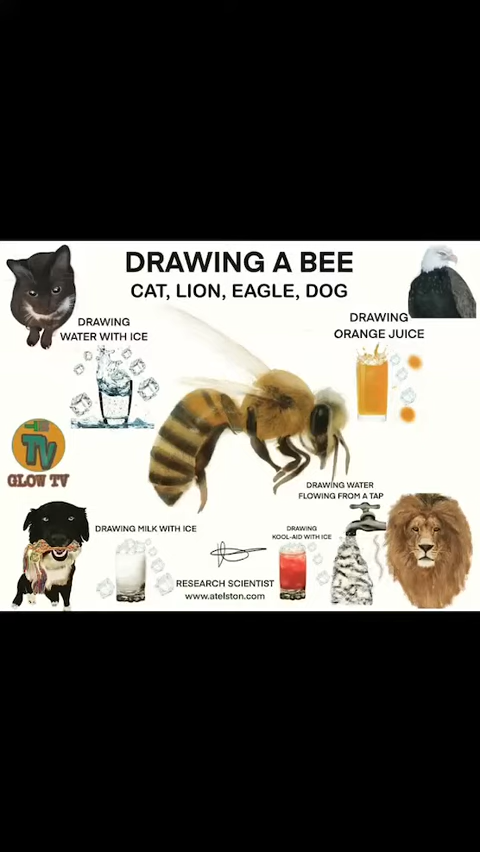 DRAWING A BEE
CAT, LION, EAGLE, DOG
DRAWING
WATER WITH ICE
DRAWING
ORANGE JUICE
TV
GLOW TV
DRAWING WATER
FLOWING FROM A TAP
DRAWING MILK WITH ICE
DRAWING
KOOL-AID WITH ICE
RESEARCH SCIENTIST
www.atelston.com